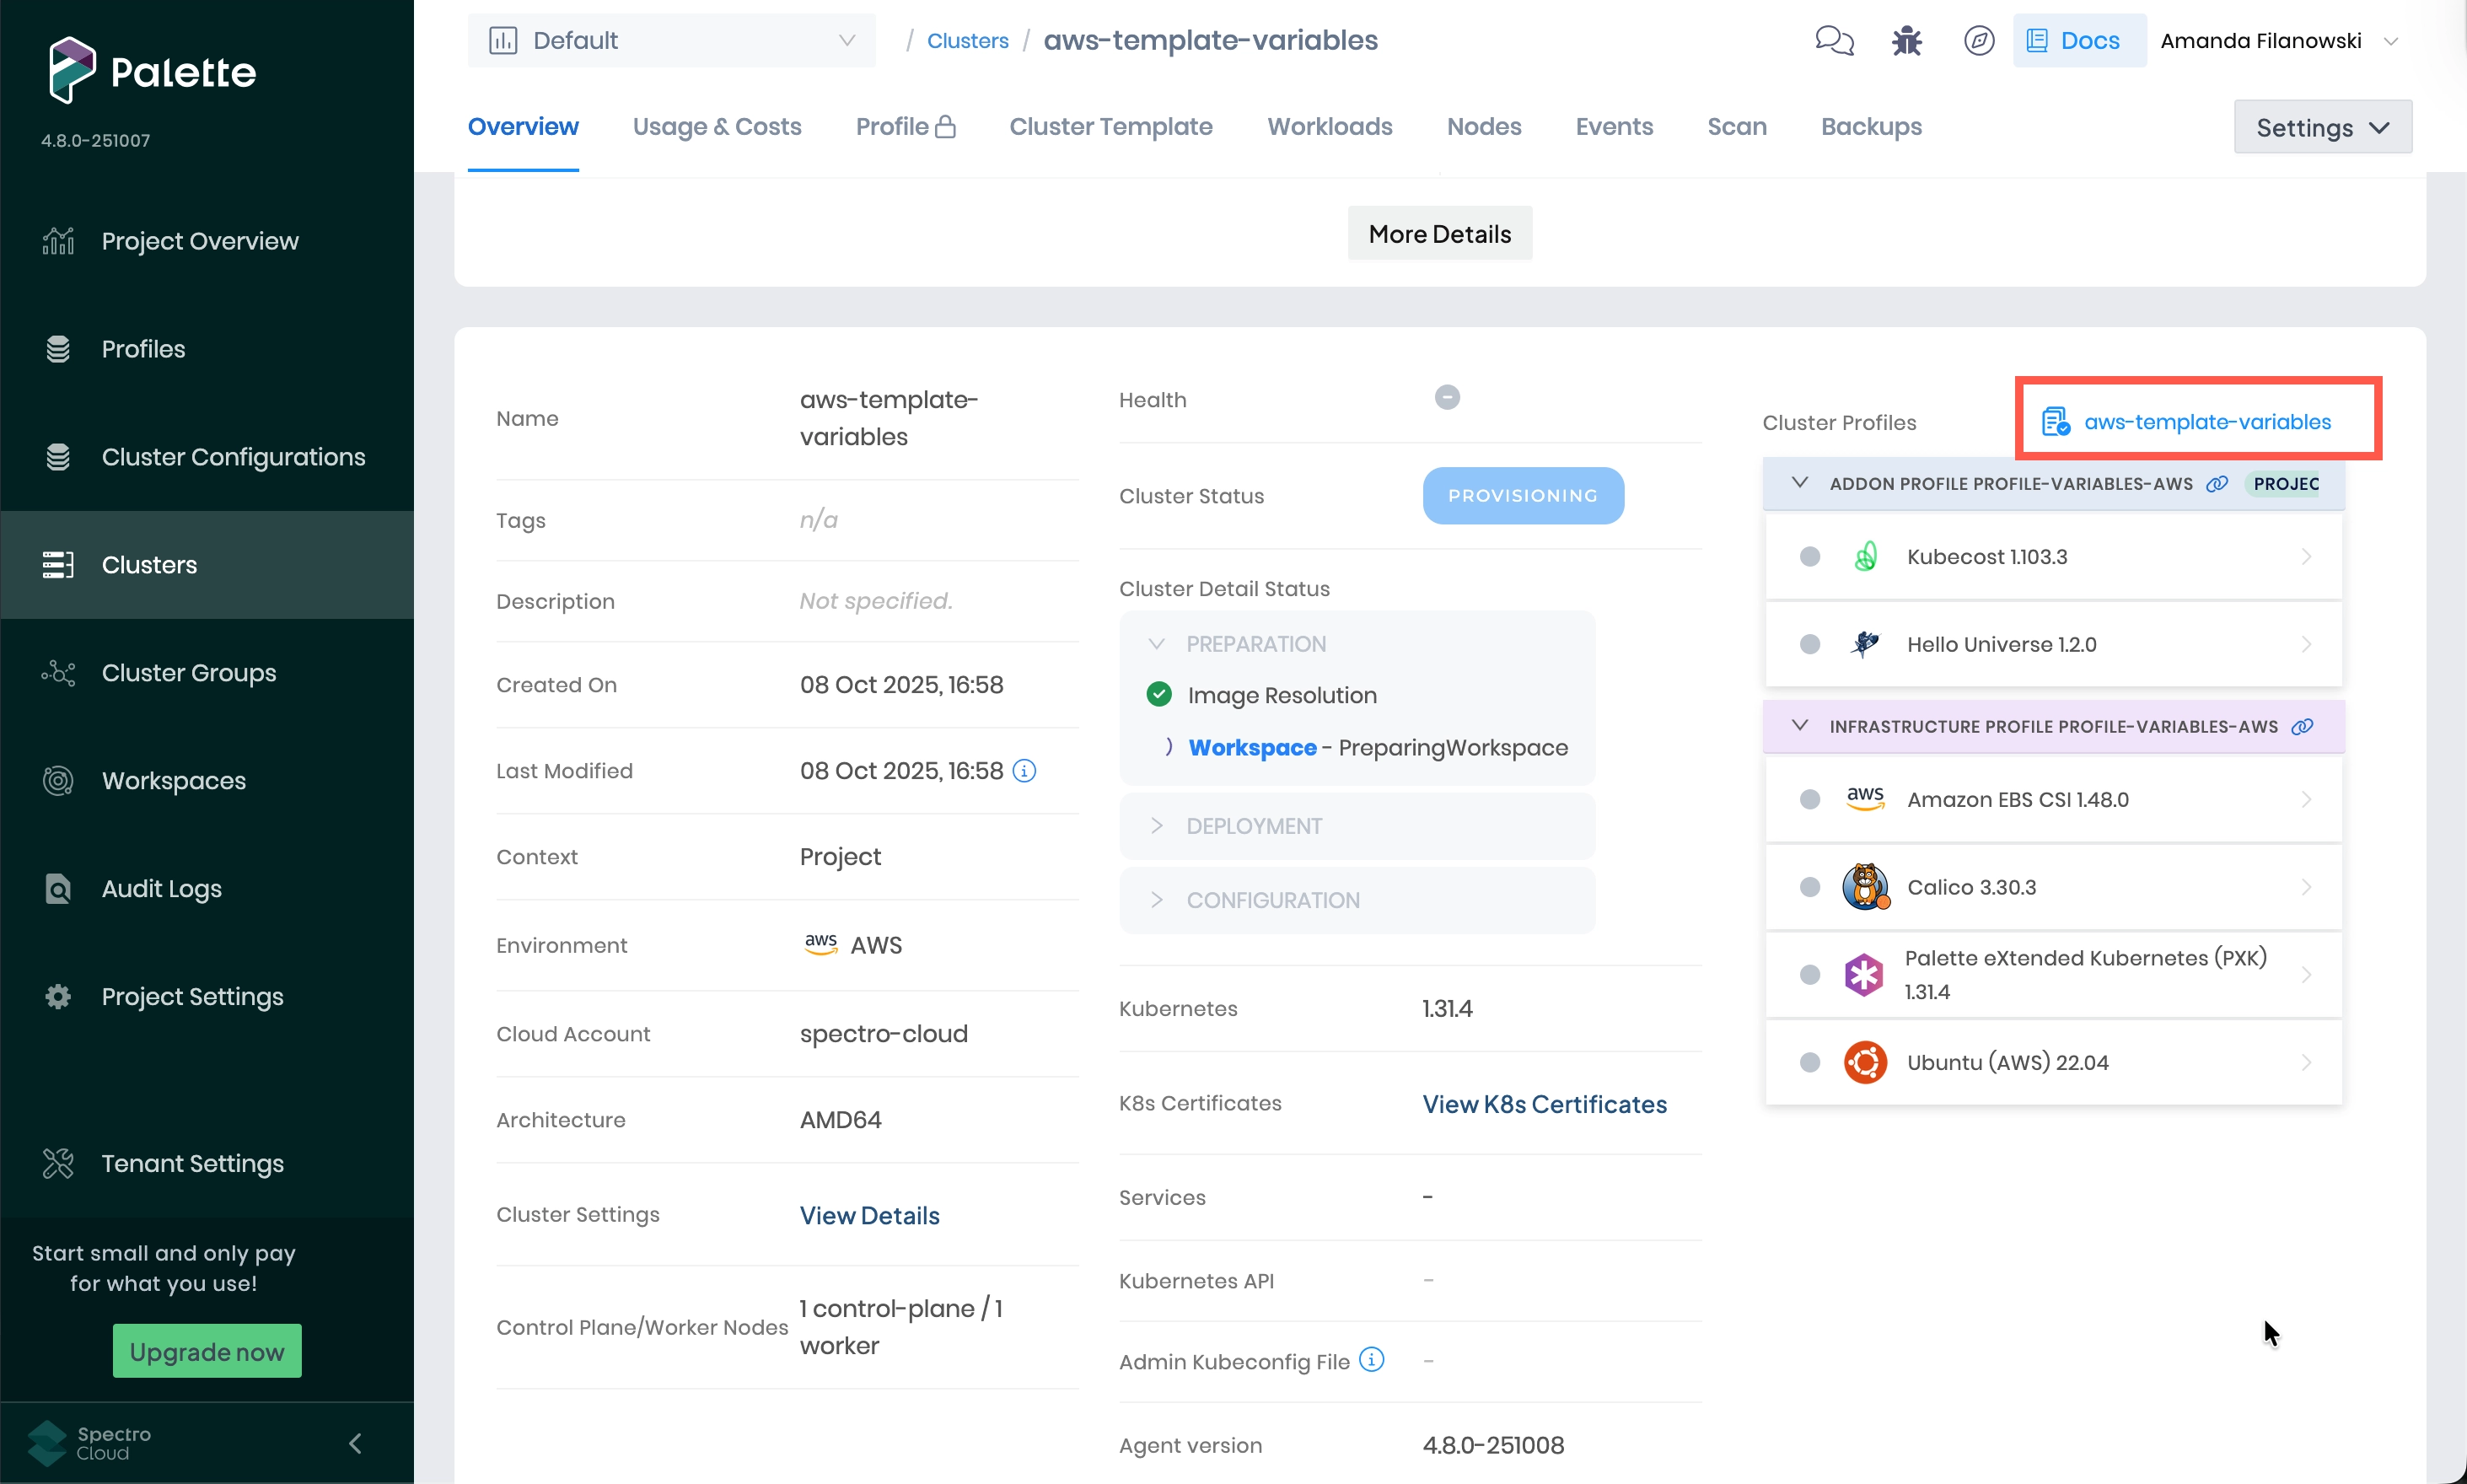 Palette
4.8.0-251007
Project Overview
Profiles
Cluster Configurations
Clusters
Cluster Groups
Workspaces
Audit Logs
Project Settings
Tenant Settings
Start small and only pay
for what you use!
Upgrade now
Spectro
Cloud
Default
/ Clusters / aws-template-variables
Docs
Amanda Filanowski
Overview
Usage & Costs
Profile
Cluster Template
Workloads
Nodes
Events
Scan
Backups
Settings
More Details
Name
aws-template-
variables
Tags
n/a
Description
Not specified.
Created On
08 Oct 2025, 16:58
Last Modified
08 Oct 2025, 16:58
Context
Project
Environment
aws AWS
Cloud Account
spectro-cloud
Architecture
AMD64
Cluster Settings
View Details
Control Plane/Worker Nodes
1 control-plane / 1
worker
Health
Cluster Status
PROVISIONING
Cluster Detail Status
PREPARATION
Image Resolution
Workspace - PreparingWorkspace
DEPLOYMENT
CONFIGURATION
Kubernetes
1.31.4
K8s Certificates
View K8s Certificates
Services
-
Kubernetes API
-
Admin Kubeconfig File
-
Agent version
4.8.0-251008
Cluster Profiles
aws-template-variables
ADDON PROFILE PROFILE-VARIABLES-AWS
PROJEC
Kubecost 1.103.3
Hello Universe 1.2.0
INFRASTRUCTURE PROFILE PROFILE-VARIABLES-AWS
aws
Amazon EBS CSI 1.48.0
Calico 3.30.3
Palette eXtended Kubernetes (PXK)
1.31.4
Ubuntu (AWS) 22.04